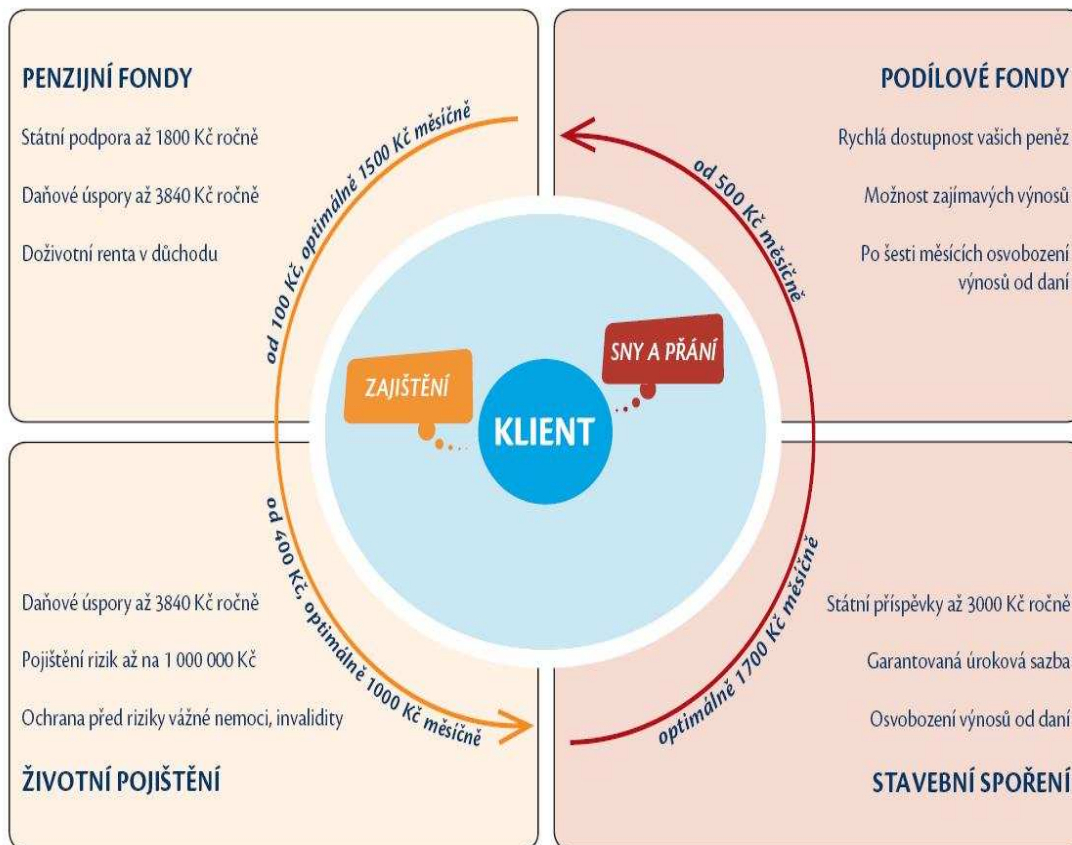 PENZIJNÍ FONDY
Státní podpora až 1800 Kč ročně
Daňové úspory až 3840 Kč ročně
Doživotní renta v důchodu
od 100 Kč, optimálně 1500 Kč měsíčně
PODÍLOVÉ FONDY
Rychlá dostupnost vašich peněz
Možnost zajímavých výnosů
Po šesti měsících osvobození
výnosů od daní
od 500 Kč měsíčně
ZAJIŠTĚNÍ
SNY A PŘÁNÍ
KLIENT
od 400 Kč, optimálně 1000 Kč měsíčně
Daňové úspory až 3840 Kč ročně
Pojištění rizik až na 1 000 000 Kč
Ochrana před riziky vážné nemoci, invalidity
ŽIVOTNÍ POJIŠTĚNÍ
optimálně 1700 Kč měsíčně
Státní příspěvky až 3000 Kč ročně
Garantovaná úroková sazba
Osvobození výnosů od daní
STAVEBNÍ SPOŘENÍ